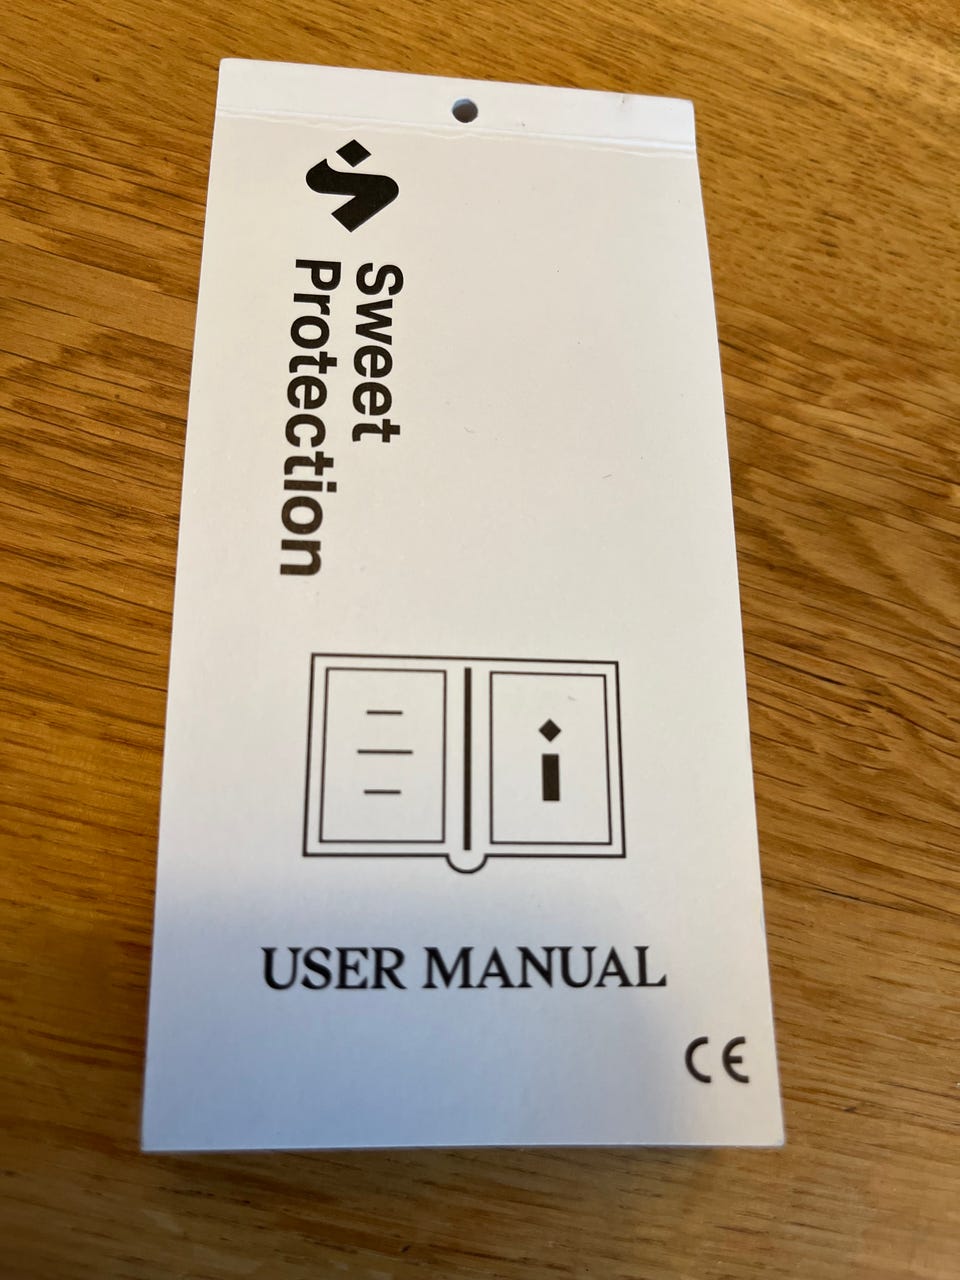 Sweet
Protection
i
USER MANUAL
CE